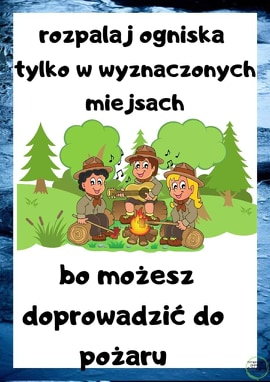 rozpalaj ogniska
tylko w wyznaczonych
miejsach
bo możesz
doprowadzić do
pożaru